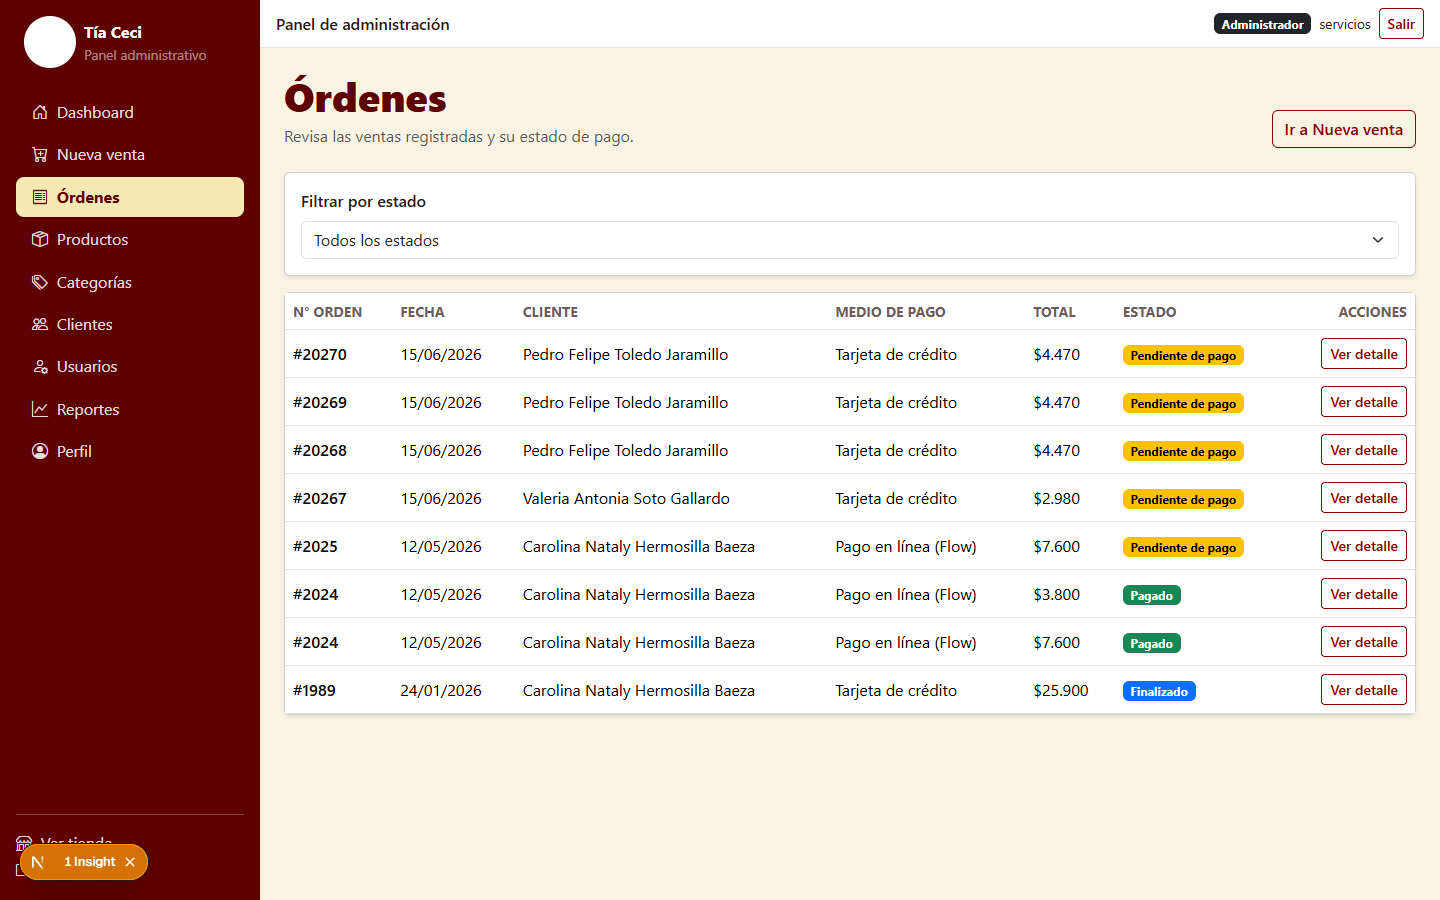 Tía Ceci
Panel administrativo
Dashboard
Nueva venta
Órdenes
Productos
Categorías
Clientes
Usuarios
Reportes
Perfil
Ver tienda
1 Insight
Panel de administración
Administrador servicios Salir
Órdenes
Revisa las ventas registradas y su estado de pago.
Ir a Nueva venta
Filtrar por estado
Todos los estados
N° ORDEN FECHA CLIENTE MEDIO DE PAGO TOTAL ESTADO ACCIONES
#20270 15/06/2026 Pedro Felipe Toledo Jaramillo Tarjeta de crédito $4.470 Pendiente de pago Ver detalle
#20269 15/06/2026 Pedro Felipe Toledo Jaramillo Tarjeta de crédito $4.470 Pendiente de pago Ver detalle
#20268 15/06/2026 Pedro Felipe Toledo Jaramillo Tarjeta de crédito $4.470 Pendiente de pago Ver detalle
#20267 15/06/2026 Valeria Antonia Soto Gallardo Tarjeta de crédito $2.980 Pendiente de pago Ver detalle
#2025 12/05/2026 Carolina Nataly Hermosilla Baeza Pago en línea (Flow) $7.600 Pendiente de pago Ver detalle
#2024 12/05/2026 Carolina Nataly Hermosilla Baeza Pago en línea (Flow) $3.800 Pagado Ver detalle
#2024 12/05/2026 Carolina Nataly Hermosilla Baeza Pago en línea (Flow) $7.600 Pagado Ver detalle
#1989 24/01/2026 Carolina Nataly Hermosilla Baeza Tarjeta de crédito $25.900 Finalizado Ver detalle